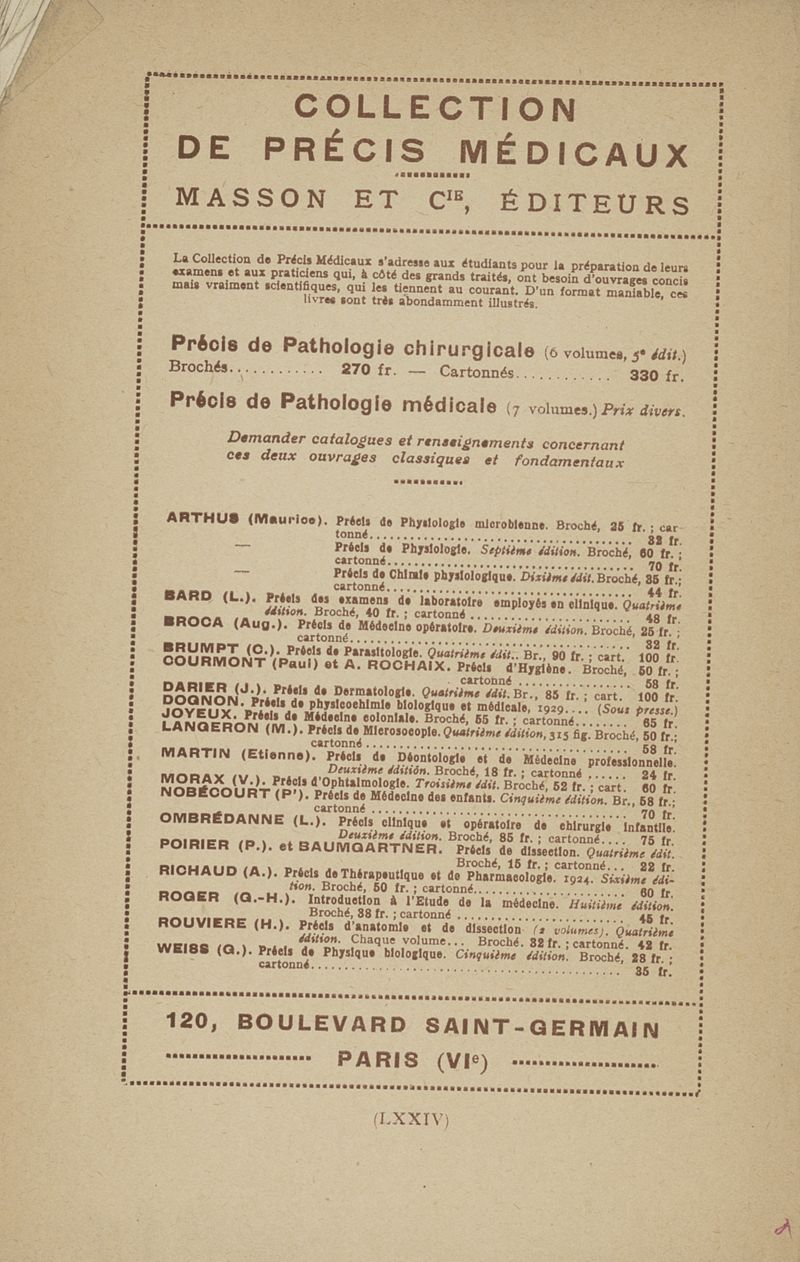 COLLECTION
DE PRÉCIS MÉDICAUX
MASSON ET CIE, ÉDITEURS
La Collection de Précis Médicaux s'adresse aux étudiants pour la préparation de leurs
examens et aux praticiens qui, à côté des grands traités, ont besoin d'ouvrages concis
mais vraiment scientifiques, qui les tiennent au courant. D'un format maniable, ces
livres sont très abondamment illustrés.
Précis de Pathologie chirurgicale (6 volumes, 5e édit.)
Brochés............ 270 fr. — Cartonnés............ 330 fr.
Précis de Pathologie médicale (7 volumes.) Prix divers.
Demander catalogues et renseignements concernant
ces deux ouvrages classiques et fondamentaux
ARTHUS (Maurice). Précis de Physiologie microbienne. Broché, 25 fr. ; car-
tonné.................................... 32 fr.
— Précis de Physiologie. Septième édition. Broché, 60 fr. ;
cartonné.................................... 70 fr.
— Précis de Chimie physiologique. Dixième édit. Broché, 35 fr.;
cartonné.................................... 44 fr.
BARD (L.). Précis des examens de laboratoire employés en clinique. Quatrième
édition. Broché, 40 fr. ; cartonné .................... 48 fr.
BROCA (Aug.). Précis de Médecine opératoire. Deuxième édition. Broché, 25 fr. ;
cartonné.................................... 32 fr.
BRUMPT (C.). Précis de Parasitologie. Quatrième édit.. Br., 90 fr. ; cart. 100 fr.
COURMONT (Paul) et A. ROCHAIX. Précis d'Hygiène. Broché, 50 fr. ;
cartonné .................. 58 fr.
DARIER (J.). Précis de Dermatologie. Quatrième édit. Br., 85 fr. ; cart. 100 fr.
DOGNON. Précis de physicochimie biologique et médicale, 1929.... (Sous presse.)
JOYEUX. Précis de Médecine coloniale. Broché, 55 fr. ; cartonné........ 65 fr.
LANGERON (M.). Précis de Microscopie. Quatrième édition, 315 fig. Broché, 50 fr.;
cartonné .................................... 58 fr.
MARTIN (Etienne). Précis de Déontologie et de Médecine professionnelle.
Deuxième édition. Broché, 18 fr. ; cartonné ...... 24 fr.
MORAX (V.). Précis d'Ophtalmologie. Troisième édit. Broché, 52 fr. ; cart. 60 fr.
NOBÉCOURT (P'). Précis de Médecine des enfants. Cinquième édition. Br., 58 fr.;
cartonné .................................... 70 fr.
OMBRÉDANNE (L.). Précis clinique et opératoire de chirurgie infantile.
Deuxième édition. Broché, 85 fr. ; cartonné.... 75 fr.
POIRIER (P.). et BAUMGARTNER. Précis de dissection. Quatrième édit.
Broché, 15 fr. ; cartonné... 22 fr.
RICHAUD (A.). Précis de Thérapeutique et de Pharmacologie. 1924. Sixième édi-
tion. Broché, 50 fr. ; cartonné...................... 60 fr.
ROGER (G.-H.). Introduction à l'Etude de la médecine. Huitième édition.
Broché, 38 fr. ; cartonné ........................ 45 fr.
ROUVIERE (H.). Précis d'anatomie et de dissection (2 volumes). Quatrième
édition. Chaque volume... Broché. 32 fr. ; cartonné. 42 fr.
WEISS (G.). Précis de Physique biologique. Cinquième édition. Broché, 28 fr. ;
cartonné............................................ 35 fr.
120, BOULEVARD SAINT-GERMAIN
PARIS (VIe)
(LXXIV)